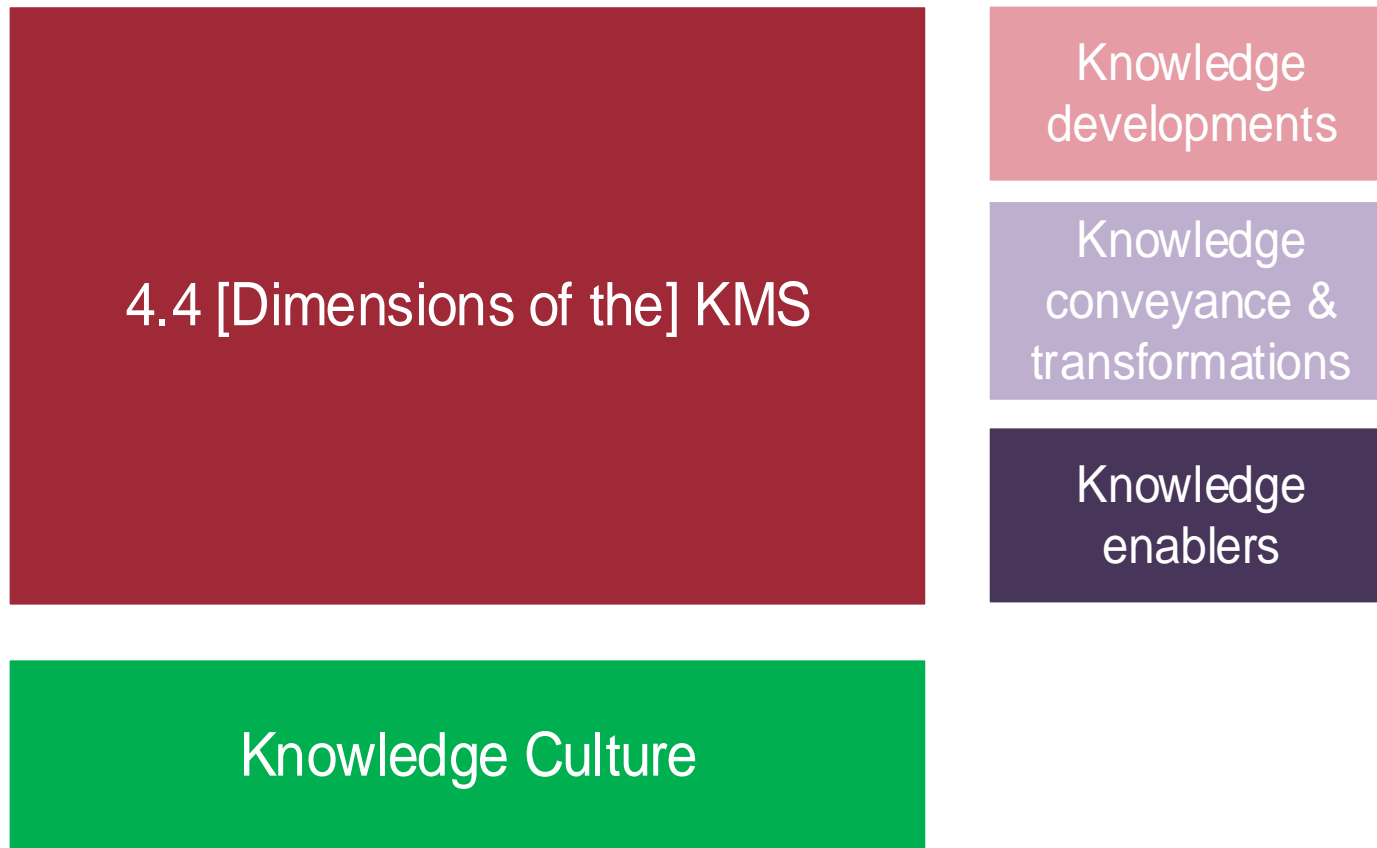 4.4 [Dimensions of the] KMS
Knowledge
developments
Knowledge
conveyance &
transformations
Knowledge
enablers
Knowledge Culture